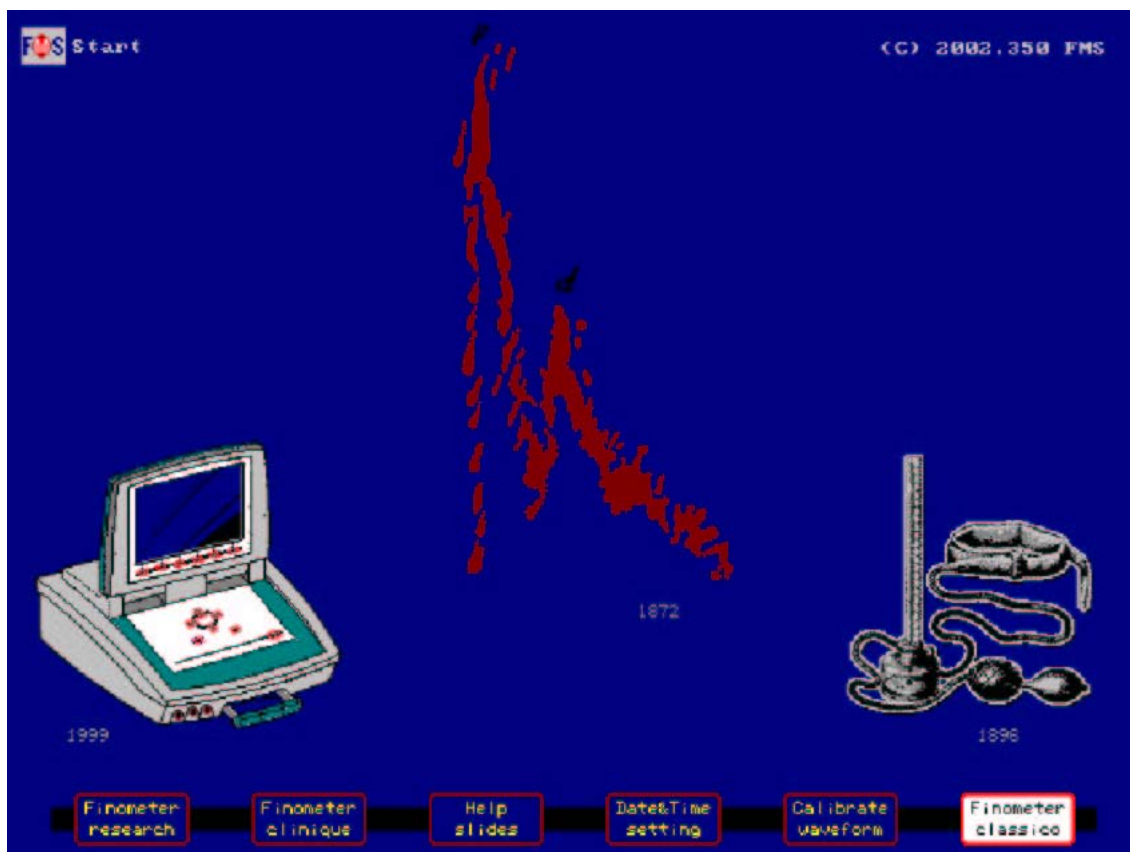 FMS Start
(C) 2002.350 FMS
1872
1999
1896
Finometer
research
Finometer
clinique
Help
slides
Date&Time
setting
Calibrate
waveform
Finometer
classico